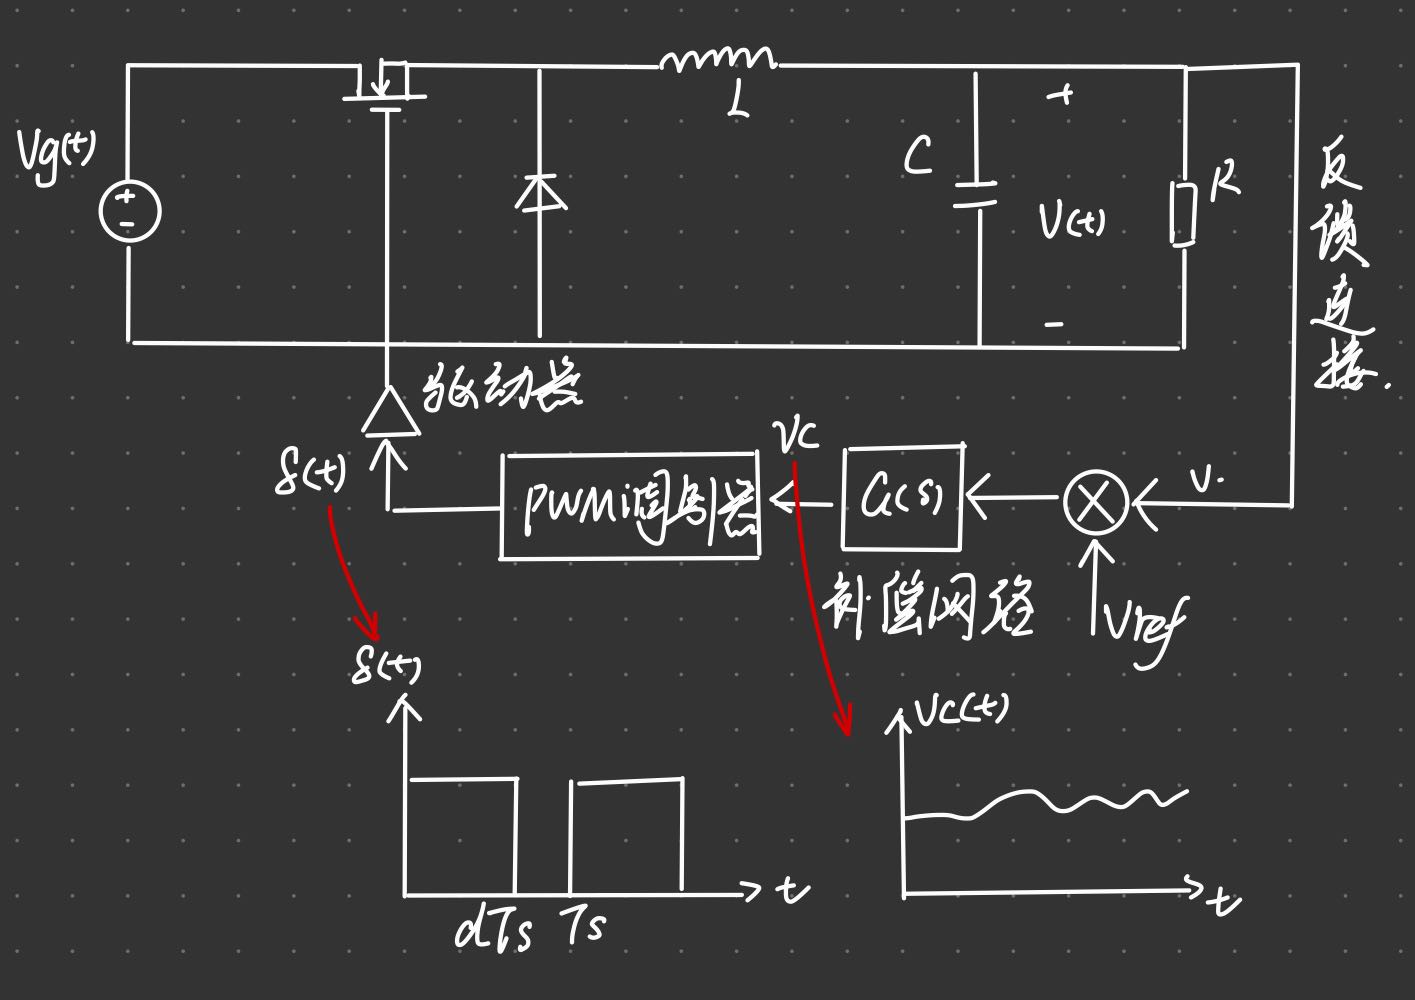 Vg(t)
+
-
L
C
+
V(t)
-
R
反馈连接.
驱动器
δ(t)
PWM调制器
Vc
Gc(s)
补偿网络
V.
Vref
δ(t)
t
dTs Ts
Vc(t)
t